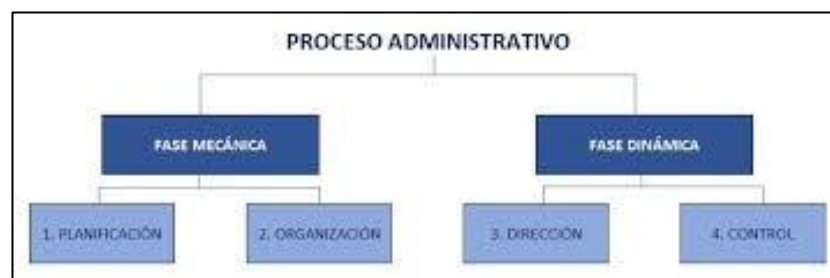 PROCESO ADMINISTRATIVO
FASE MECÁNICA
FASE DINÁMICA
1. PLANIFICACIÓN
2. ORGANIZACIÓN
3. DIRECCIÓN
4. CONTROL